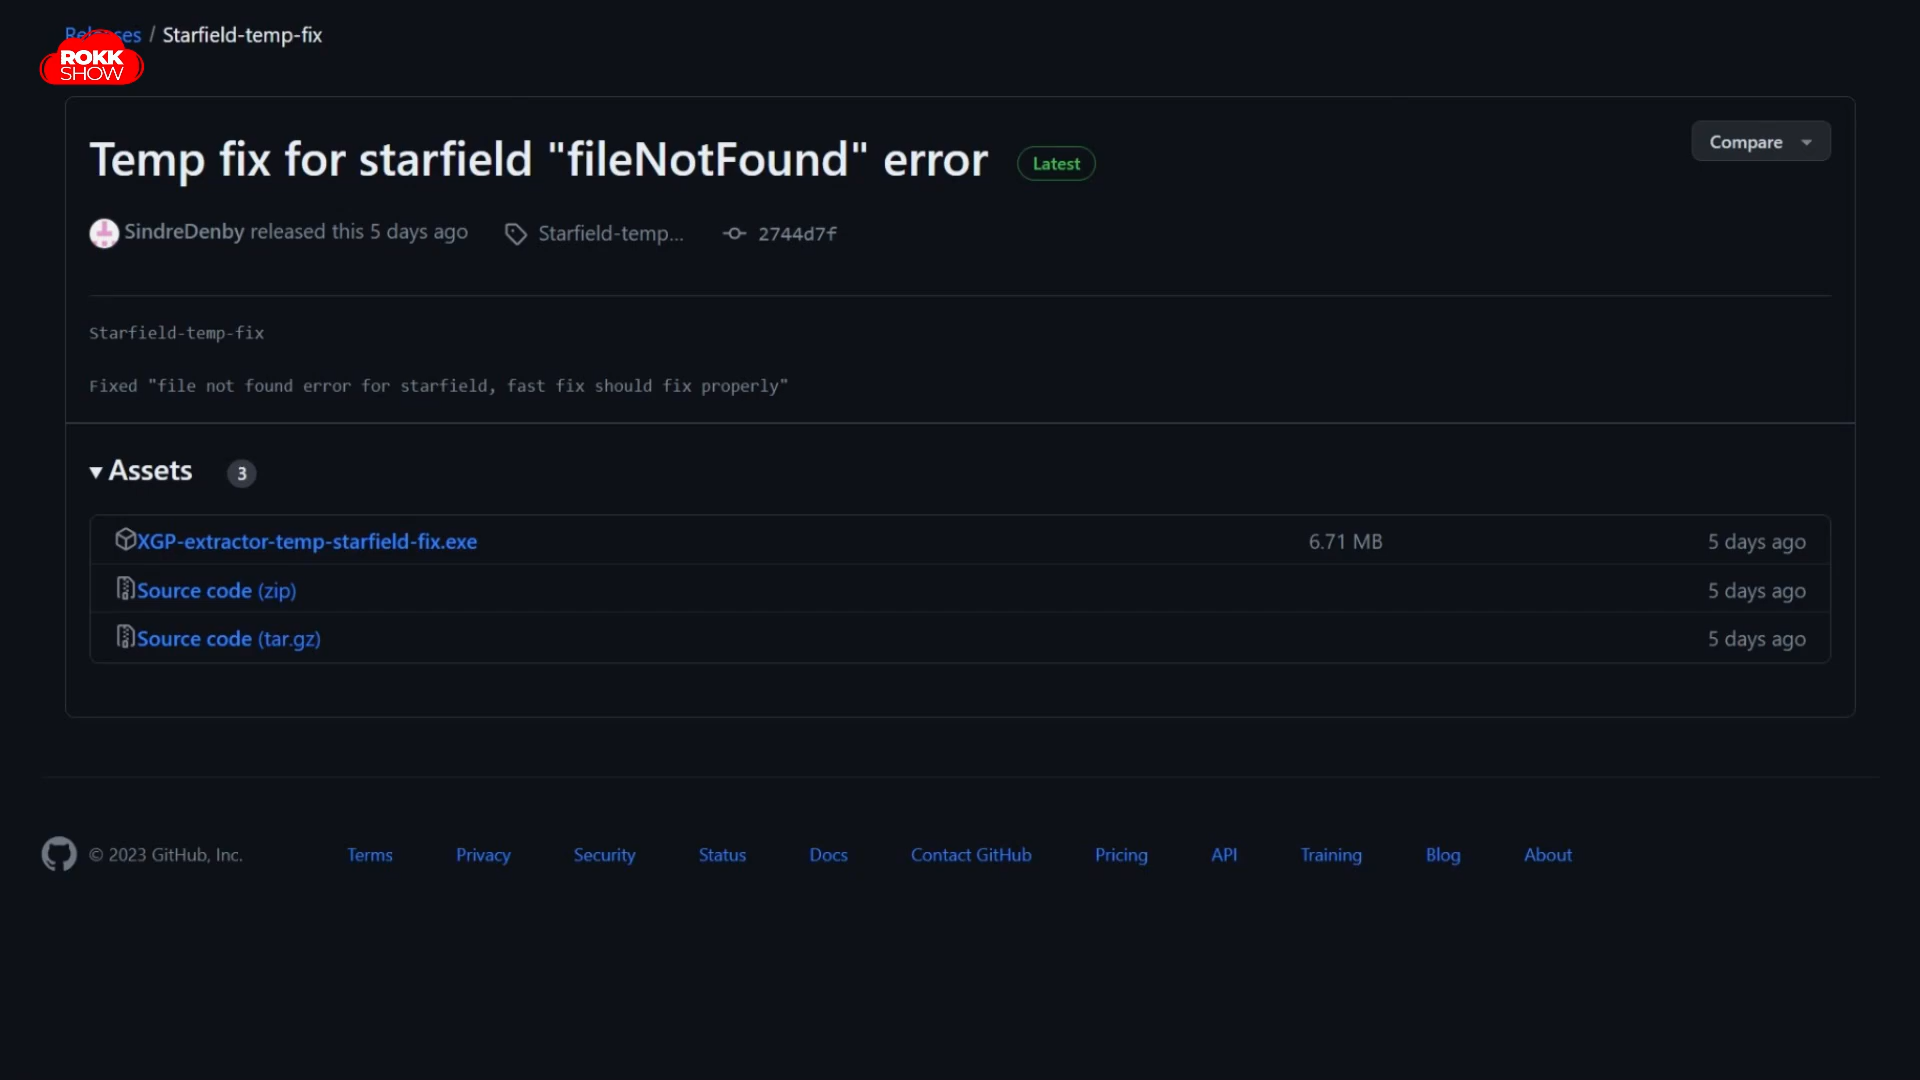 Releases / Starfield-temp-fix
ROKK
SHOW
Temp fix for starfield "fileNotFound" error Latest
Compare
SindreDenby released this 5 days ago Starfield-temp... 2744d7f
Starfield-temp-fix
Fixed "file not found error for starfield, fast fix should fix properly"
Assets 3
XGP-extractor-temp-starfield-fix.exe 6.71 MB 5 days ago
Source code (zip) 5 days ago
Source code (tar.gz) 5 days ago
© 2023 GitHub, Inc. Terms Privacy Security Status Docs Contact GitHub Pricing API Training Blog About